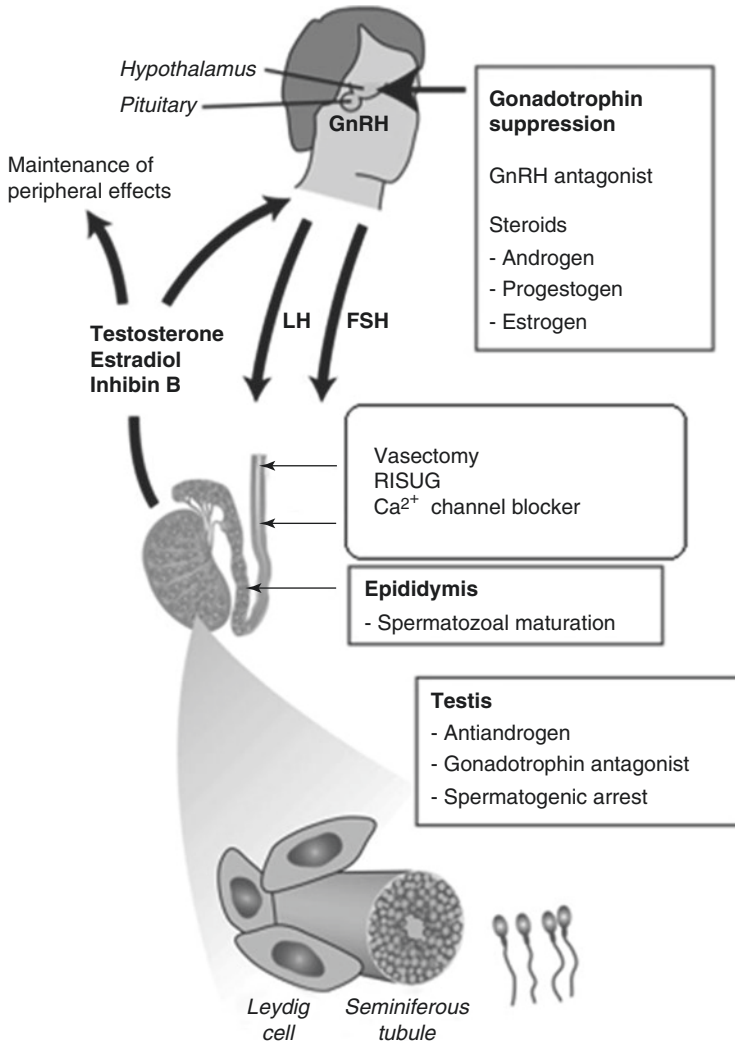 Hypothalamus
Pituitary
GnRH
Gonadotrophin
suppression
GnRH antagonist
Steroids
- Androgen
- Progestogen
- Estrogen
Maintenance of
peripheral effects
LH
FSH
Testosterone
Estradiol
Inhibin B
Vasectomy
RISUG
Ca²⁺ channel blocker
Epididymis
- Spermatozoal maturation
Testis
- Antiandrogen
- Gonadotrophin antagonist
- Spermatogenic arrest
Leydig
cell
Seminiferous
tubule